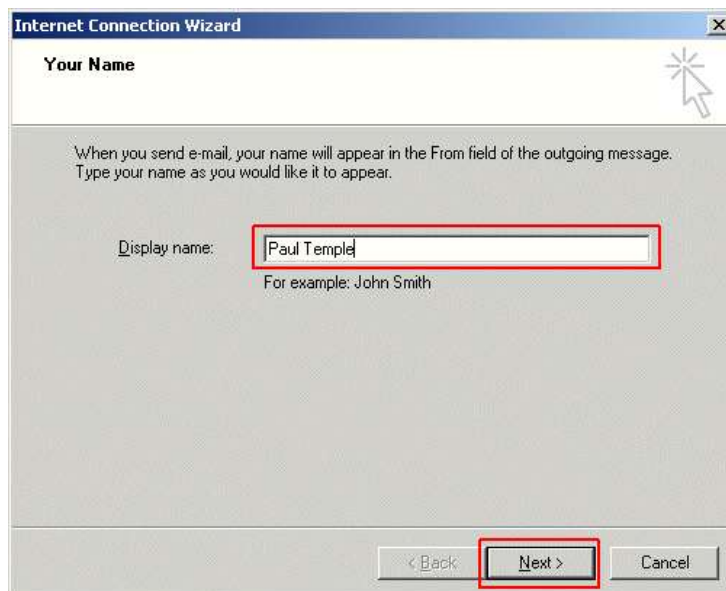 Internet Connection Wizard
Your Name
When you send e-mail, your name will appear in the From field of the outgoing message.
Type your name as you would like it to appear.
Display name: Paul Temple
For example: John Smith
< Back Next > Cancel